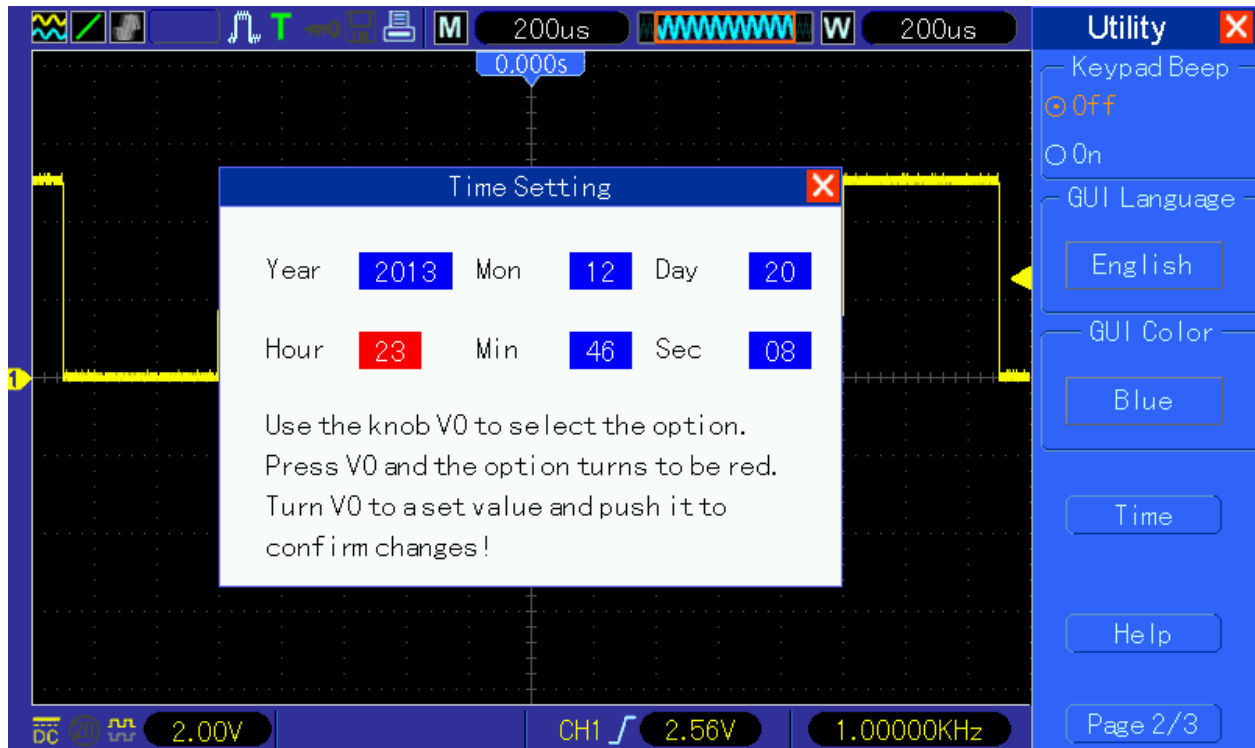 T M 200us W 200us Utility
0.000s
Keypad Beep
Off
On
Time Setting
GUI Language
English
Year 2013 Mon 12 Day 20
Hour 23 Min 46 Sec 08
GUI Color
Blue
1
Use the knob V0 to select the option.
Press V0 and the option turns to be red.
Turn V0 to a set value and push it to
confirm changes!
Time
Help
DC 20 2.00V CH1 2.56V 1.00000KHz Page 2/3